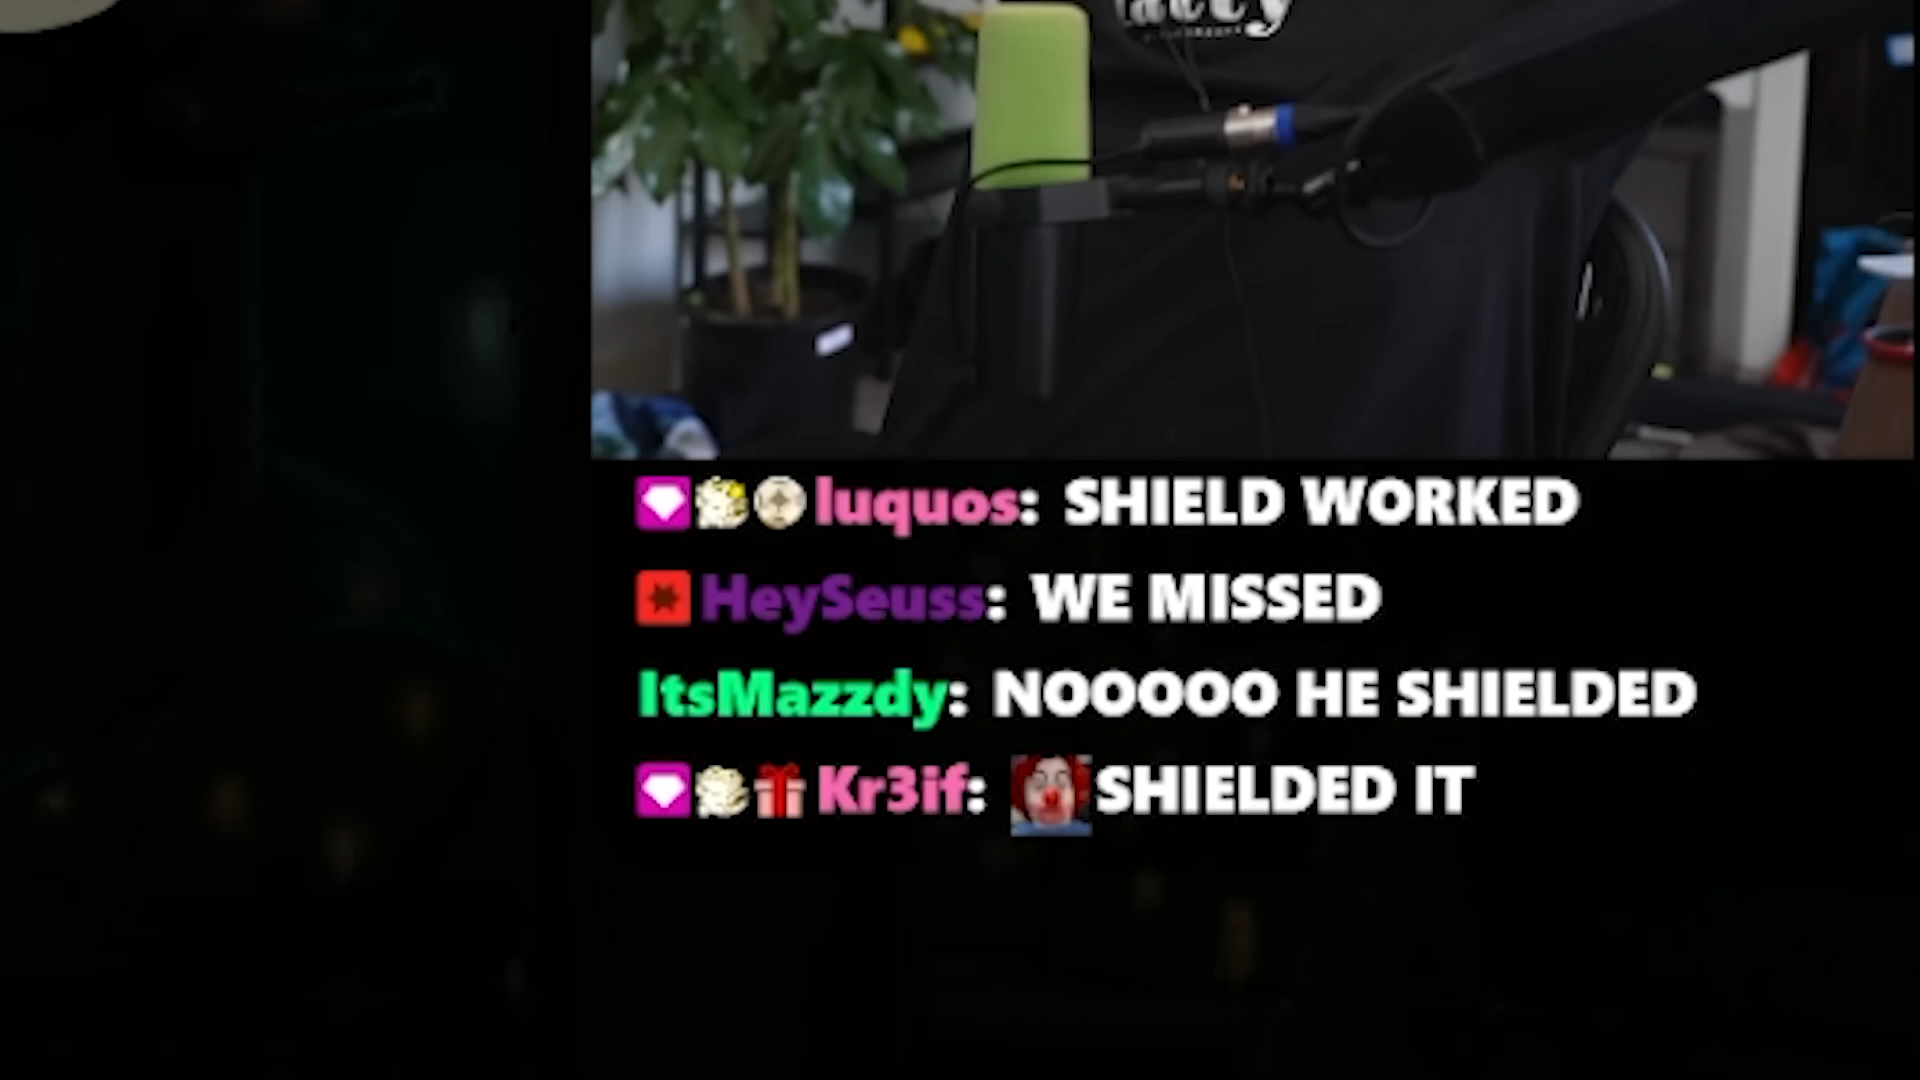 luquos: SHIELD WORKED
HeySeuss: WE MISSED
ItsMazzdy: NOOOOO HE SHIELDED
Kr3if: SHIELDED IT